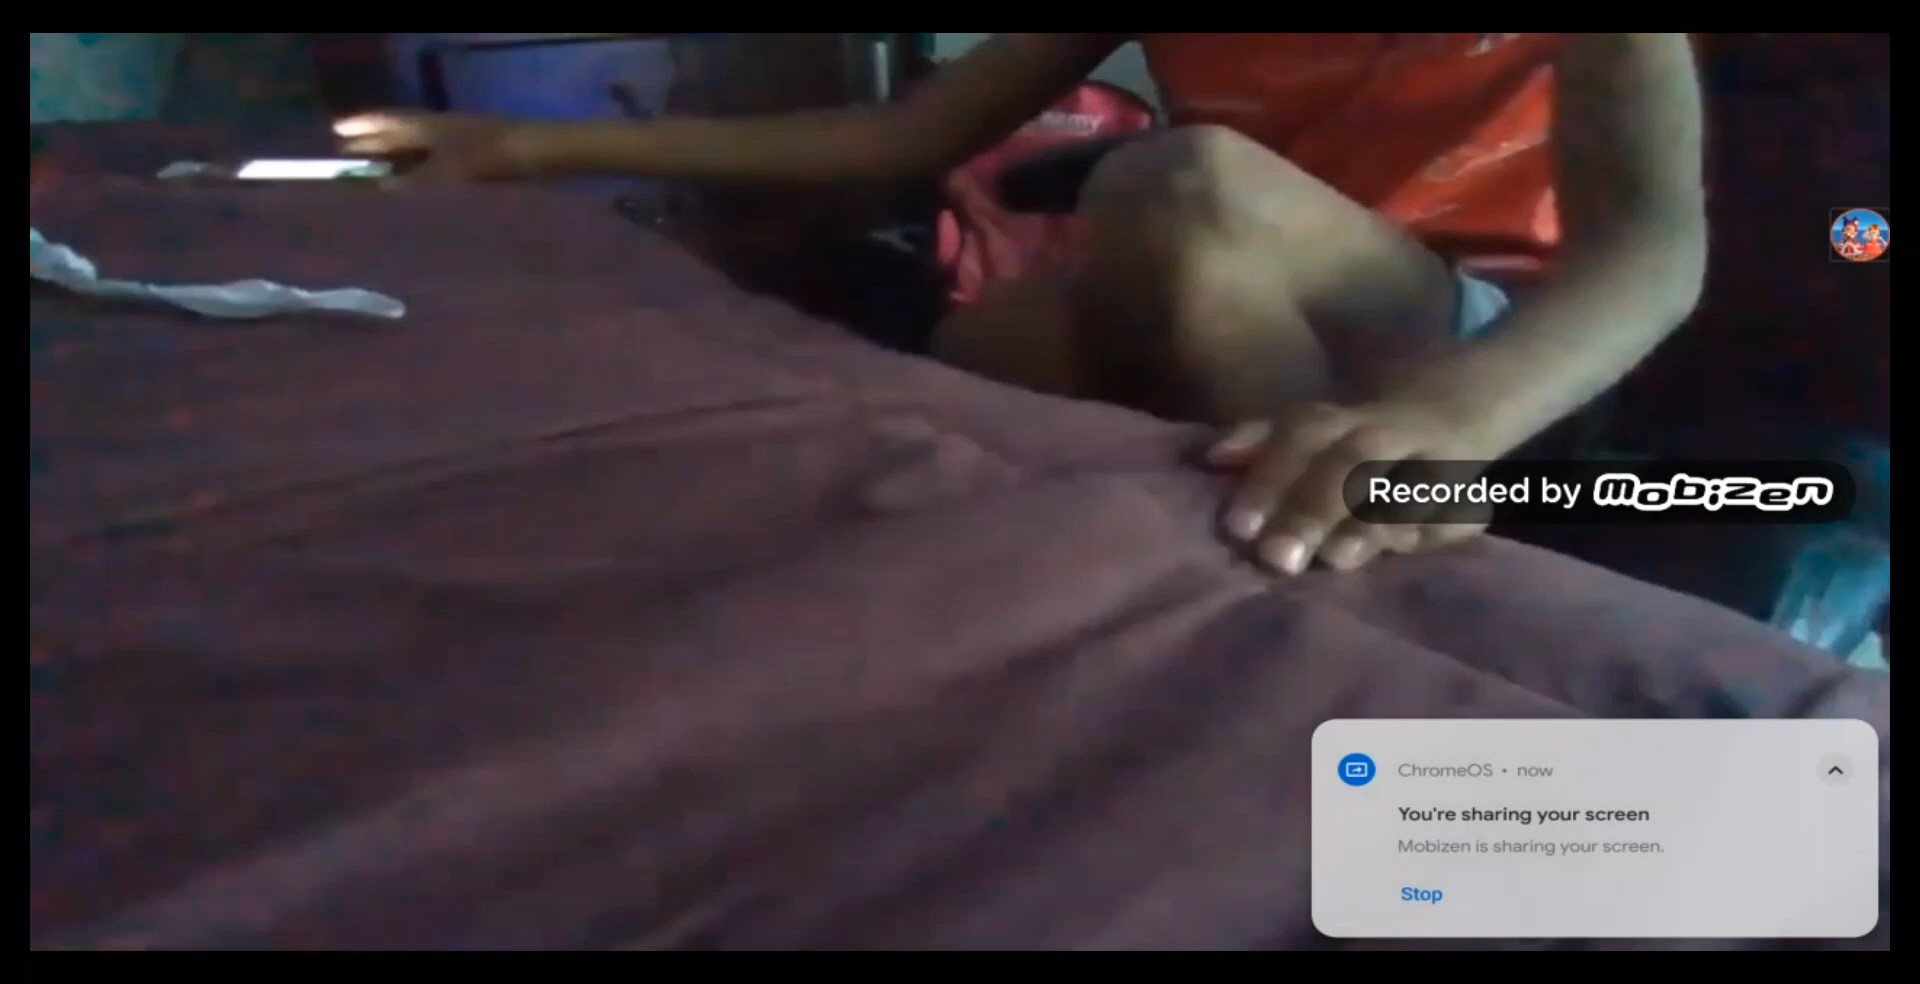 Recorded by mobizen
ChromeOS • now
You're sharing your screen
Mobizen is sharing your screen.
Stop